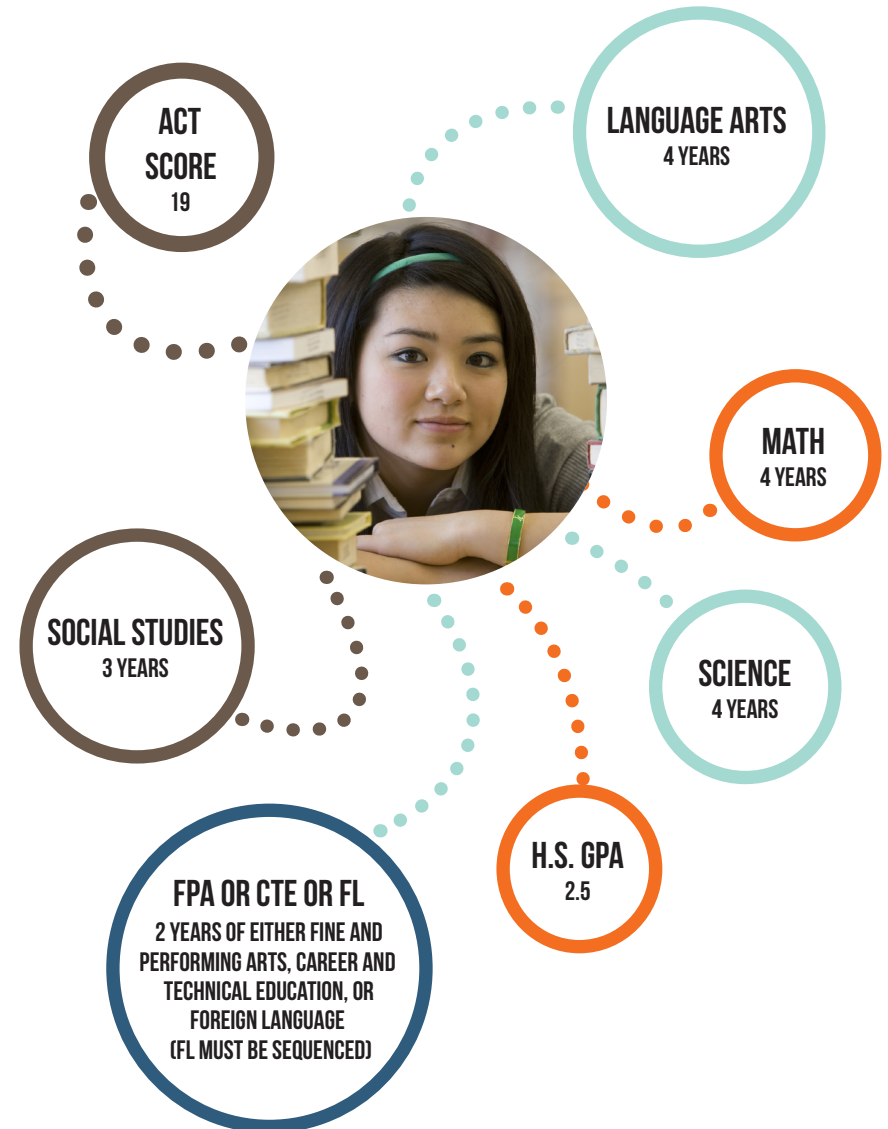 ACT
SCORE
19
LANGUAGE ARTS
4 YEARS
MATH
4 YEARS
SOCIAL STUDIES
3 YEARS
SCIENCE
4 YEARS
H.S. GPA
2.5
FPA OR CTE OR FL
2 YEARS OF EITHER FINE AND
PERFORMING ARTS, CAREER AND
TECHNICAL EDUCATION, OR
FOREIGN LANGUAGE
(FL MUST BE SEQUENCED)